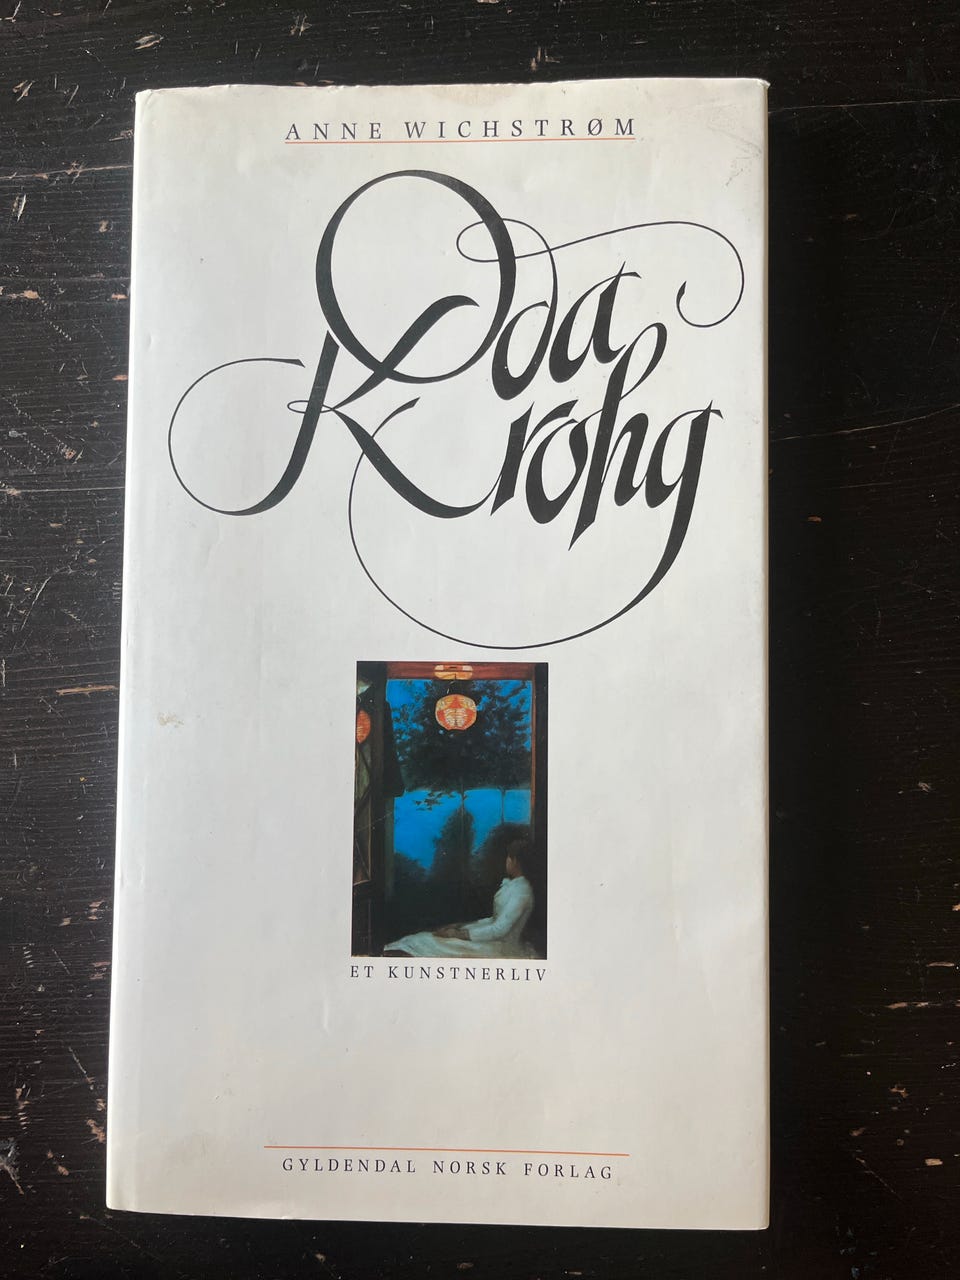 ANNE WICHSTRØM
Oda
Krohg
ET KUNSTNERLIV
GYLDENDAL NORSK FORLAG